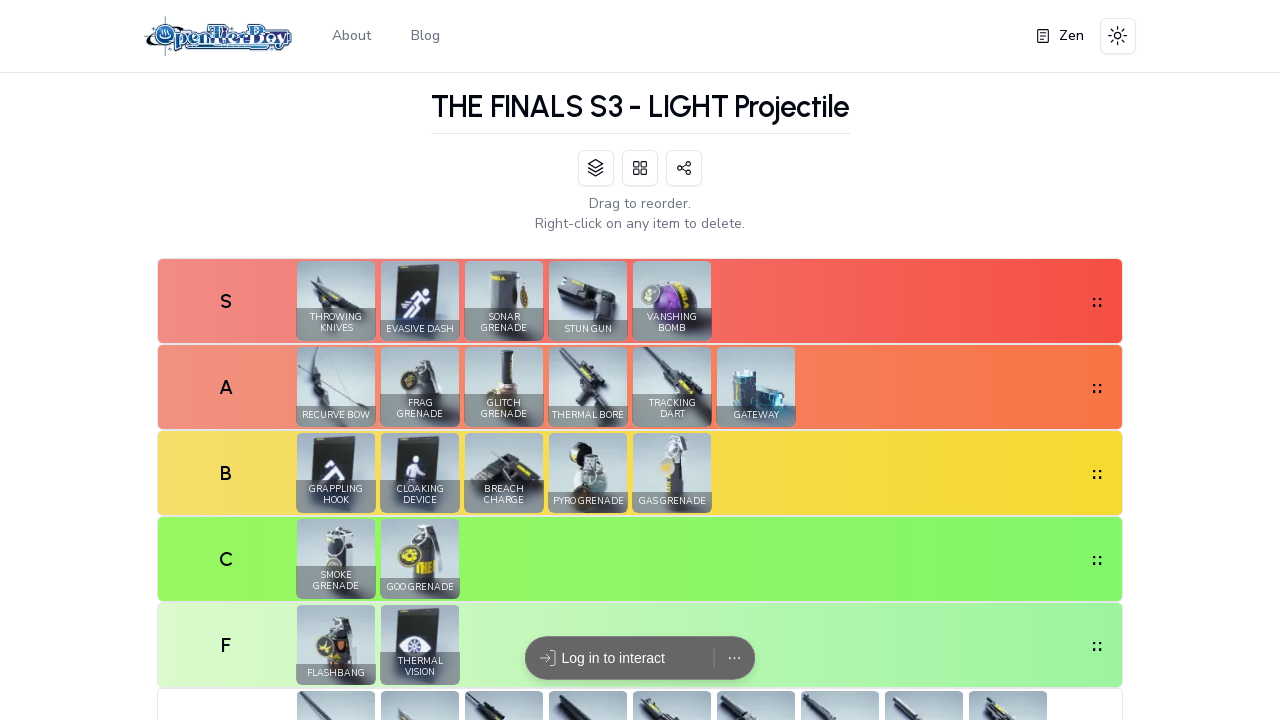 OpenTierBoy
About
Blog
Zen
THE FINALS S3 - LIGHT Projectile
Drag to reorder.
Right-click on any item to delete.
S
THROWING KNIVES
EVASIVE DASH
SONAR GRENADE
STUN GUN
VANSHING BOMB
A
RECURVE BOW
FRAG GRENADE
GLITCH GRENADE
THERMAL BORE
TRACKING DART
GATEWAY
B
GRAPPLING HOOK
CLOAKING DEVICE
BREACH CHARGE
PYRO GRENADE
GAS GRENADE
C
SMOKE GRENADE
GOO GRENADE
F
FLASHBANG
THERMAL VISION
Log in to interact